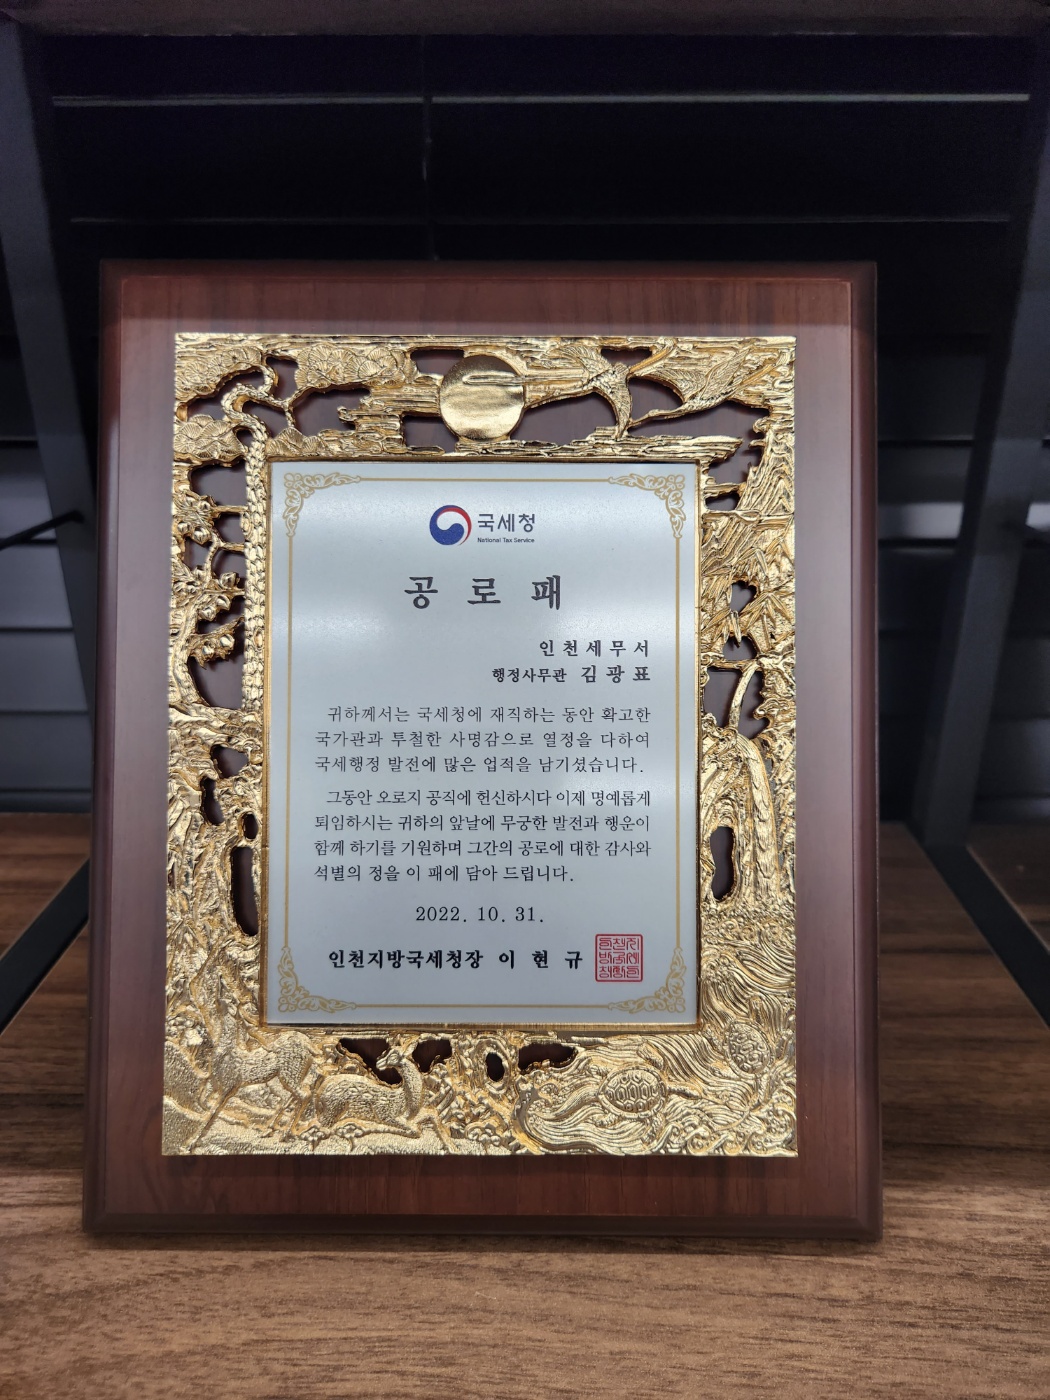 국세청
National Tax Service
공 로 패
인천세무서
행정사무관 김광표
귀하께서는 국세청에 재직하는 동안 확고한
국가관과 투철한 사명감으로 열정을 다하여
국세행정 발전에 많은 업적을 남기셨습니다.
그동안 오로지 공직에 헌신하시다 이제 명예롭게
퇴임하시는 귀하의 앞날에 무궁한 발전과 행운이
함께 하기를 기원하며 그간의 공로에 대한 감사와
석별의 정을 이 패에 담아 드립니다.
2022. 10. 31.
인천지방국세청장 이 현 규